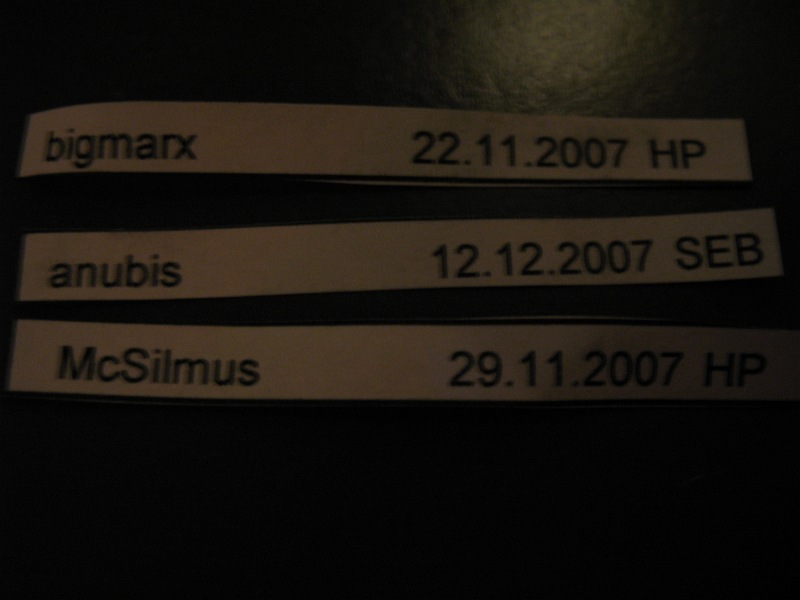 bigmarx 22.11.2007 HP
anubis 12.12.2007 SEB
McSilmus 29.11.2007 HP